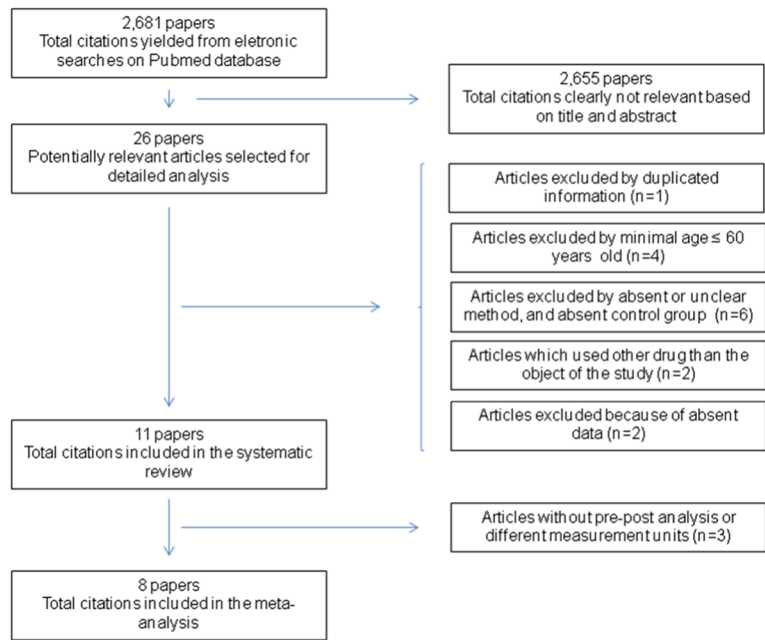 2,681 papers
Total citations yielded from eletronic
searches on Pubmed database
2,655 papers
Total citations clearly not relevant based
on title and abstract
26 papers
Potentially relevant articles selected for
detailed analysis
Articles excluded by duplicated
information (n=1)
Articles excluded by minimal age ≤ 60
years old (n=4)
Articles excluded by absent or unclear
method, and absent control group (n=6)
Articles which used other drug than the
object of the study (n=2)
Articles excluded because of absent
data (n=2)
11 papers
Total citations included in the systematic
review
Articles without pre-post analysis or
different measurement units (n=3)
8 papers
Total citations included in the meta-
analysis